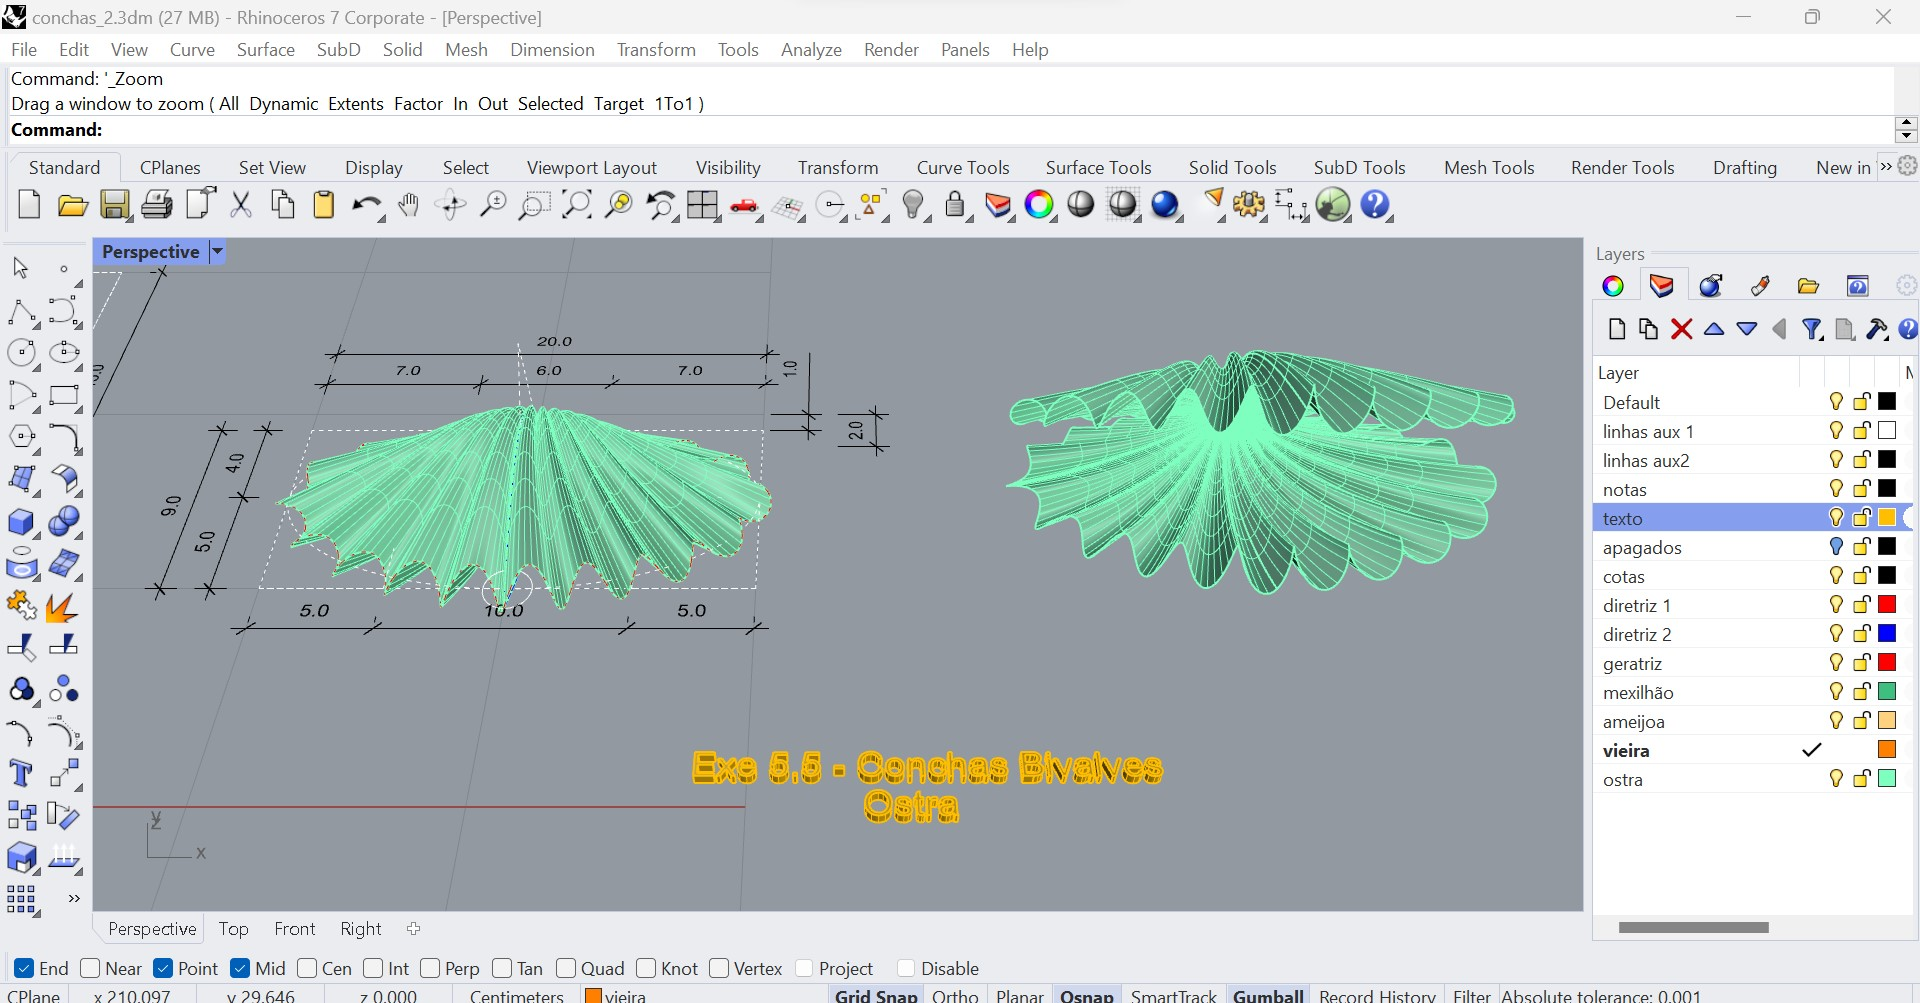 conchas_2.3dm (27 MB) - Rhinoceros 7 Corporate - [Perspective]
File Edit View Curve Surface SubD Solid Mesh Dimension Transform Tools Analyze Render Panels Help
Command: '_Zoom
Drag a window to zoom ( All Dynamic Extents Factor In Out Selected Target 1To1 )
Command:
Standard CPlanes Set View Display Select Viewport Layout Visibility Transform Curve Tools Surface Tools Solid Tools SubD Tools Mesh Tools Render Tools Drafting New in
Perspective
20.0
7.0 6.0 7.0
1.0
2.0
4.0
9.0
5.0
5.0 10.0 5.0
Exe 5.5 - Conchas Bivalves
Ostra
y
z
x
Layers
Layer
Default
linhas aux 1
linhas aux2
notas
texto
apagados
cotas
diretriz 1
diretriz 2
geratriz
mexilhão
ameijoa
vieira
ostra
Perspective Top Front Right
End Near Point Mid Cen Int Perp Tan Quad Knot Vertex Project Disable
CPlane x 210.097 y 29.646 z 0.000 Centimeters vieira Grid Snap Ortho Planar Osnap SmartTrack Gumball Record History Filter Absolute tolerance: 0.001